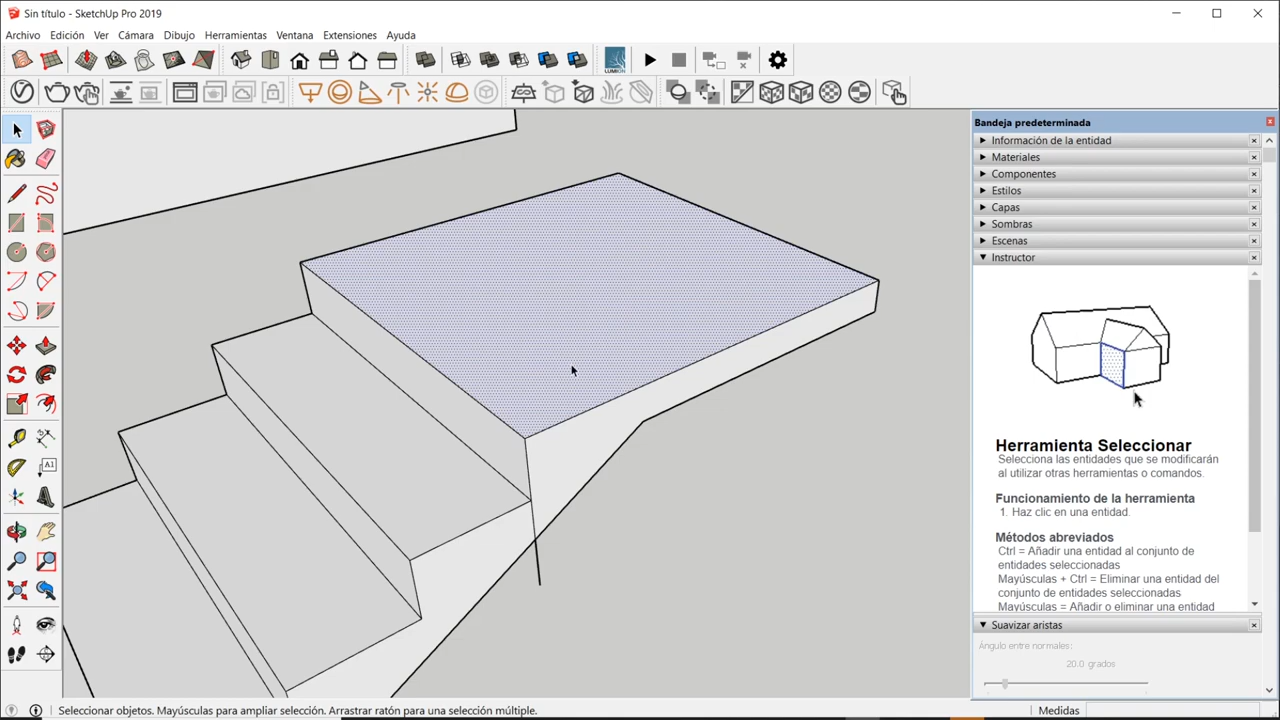 Sin título - SketchUp Pro 2019
Archivo Edición Ver Cámara Dibujo Herramientas Ventana Extensiones Ayuda
LUMION
Bandeja predeterminada
Información de la entidad
Materiales
Componentes
Estilos
Capas
Sombras
Escenas
Instructor
A1
Herramienta Seleccionar
Selecciona las entidades que se modificarán
al utilizar otras herramientas o comandos.
Funcionamiento de la herramienta
1. Haz clic en una entidad.
Métodos abreviados
Ctrl = Añadir una entidad al conjunto de
entidades seleccionadas
Mayúsculas + Ctrl = Eliminar una entidad del
conjunto de entidades seleccionadas
Mayúsculas = Añadir o eliminar una entidad
Suavizar aristas
Ángulo entre normales:
20.0 grados
Seleccionar objetos. Mayúsculas para ampliar selección. Arrastrar ratón para una selección múltiple.
Medidas